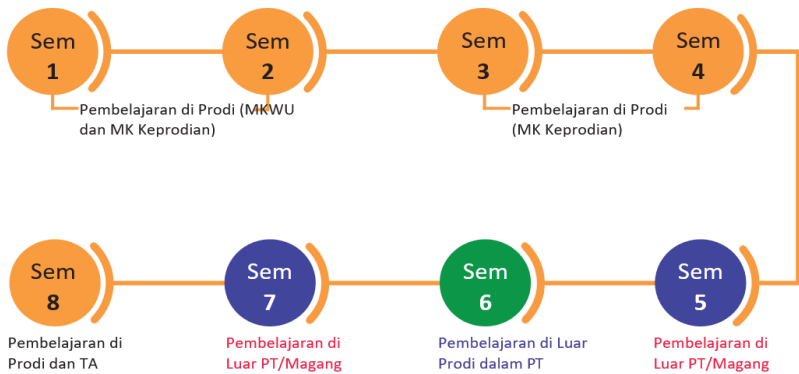 Sem
1
Sem
2
Sem
3
Sem
4
Pembelajaran di Prodi (MKWU
dan MK Keprodian)
Pembelajaran di Prodi
(MK Keprodian)
Sem
8
Sem
7
Sem
6
Sem
5
Pembelajaran di
Prodi dan TA
Pembelajaran di
Luar PT/Magang
Pembelajaran di Luar
Prodi dalam PT
Pembelajaran di
Luar PT/Magang